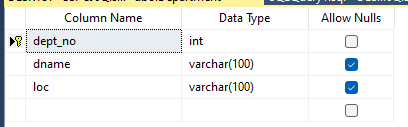 Column Name Data Type Allow Nulls
dept_no int
dname varchar(100)
loc varchar(100)